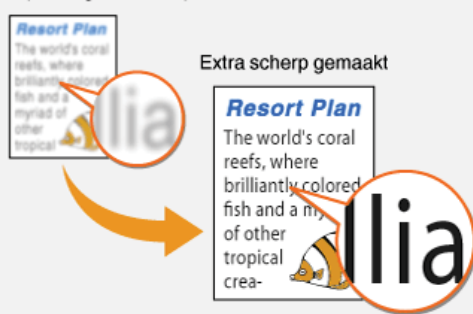 Resort Plan
The world's coral
reefs, where
brilliantly colored
fish and a
myriad of
other
tropical
llia
Extra scherp gemaakt
Resort Plan
The world's coral
reefs, where
brilliantly colored
fish and a my
of other
tropical
crea-
llia